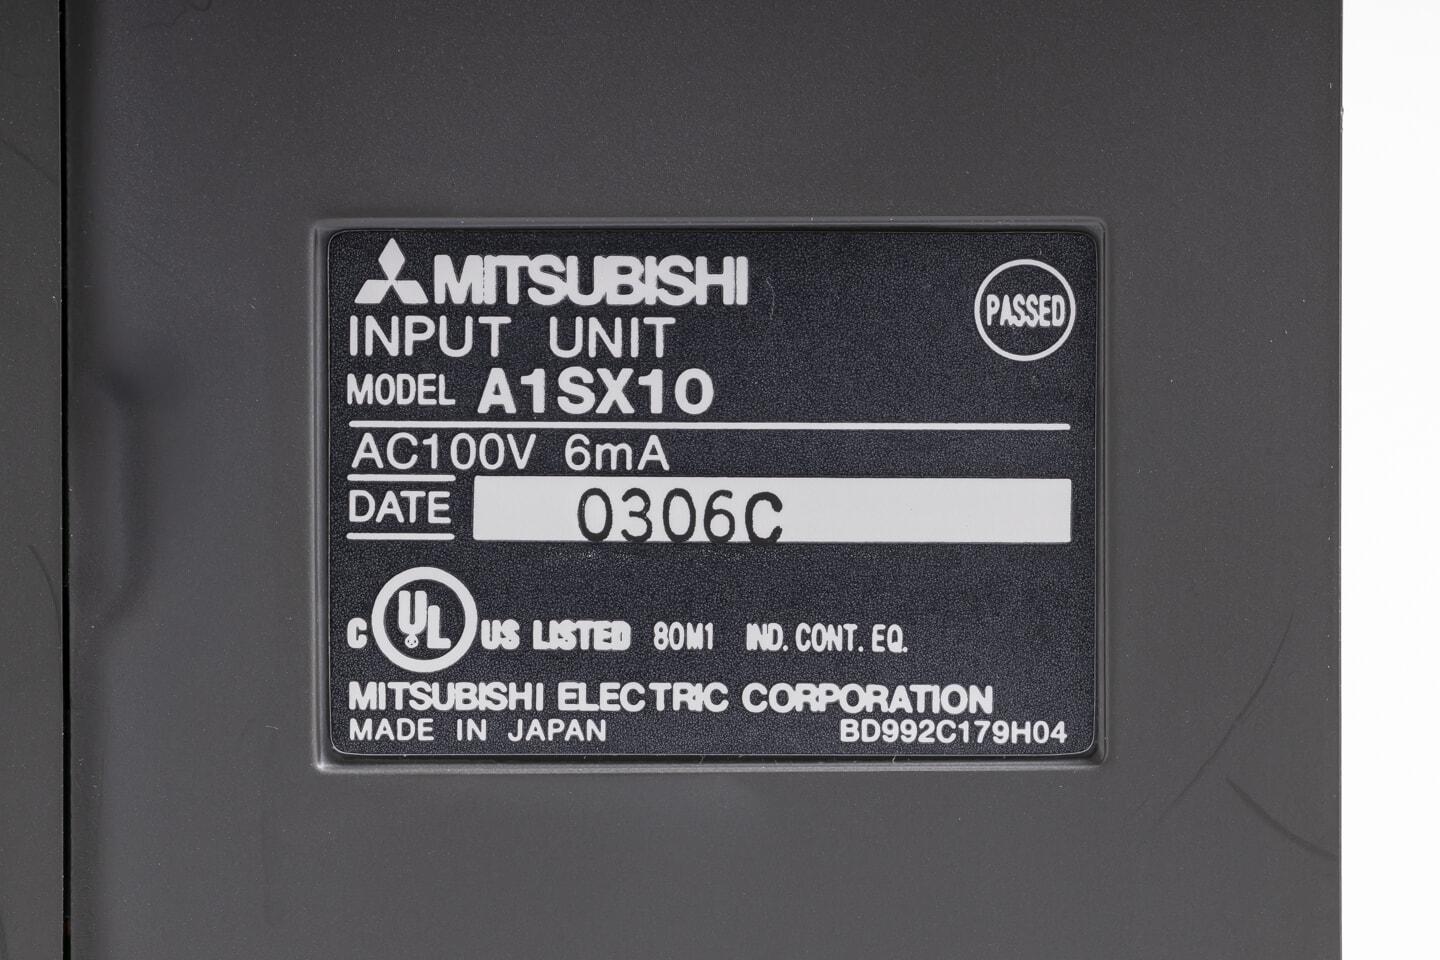 MITSUBISHI
PASSED
INPUT UNIT
MODEL A1SX10
AC100V 6mA
DATE 0306C
C UL US LISTED 80M1 IND. CONT. EQ.
MITSUBISHI ELECTRIC CORPORATION
MADE IN JAPAN BD992C179H04